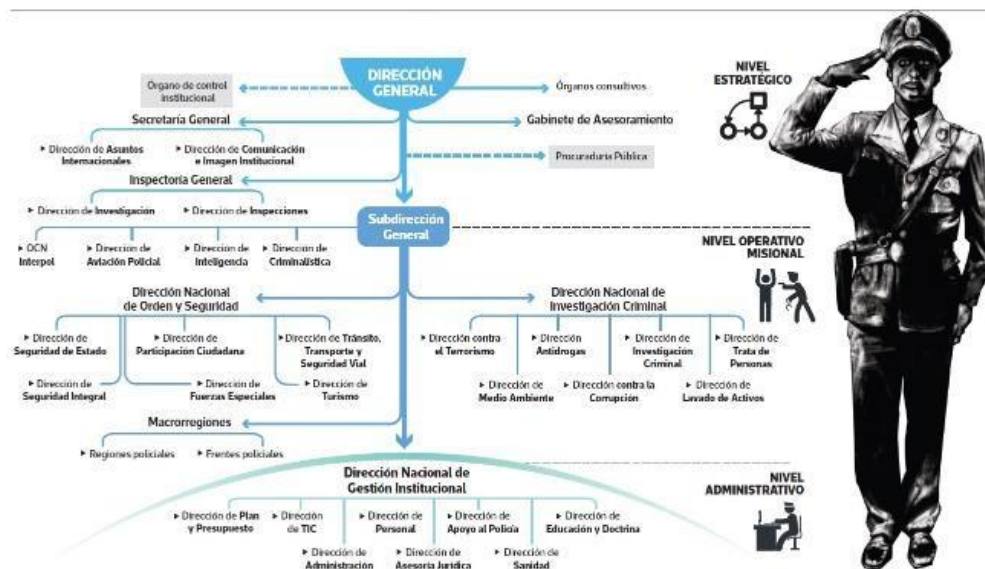 DIRECCIÓN
GENERAL
NIVEL
ESTRATÉGICO
Órgano de control
institucional
Órganos consultivos
Secretaría General
Gabinete de Asesoramiento
Dirección de Asuntos
Internacionales
Dirección de Comunicación
e Imagen Institucional
Procuraduría Pública
Inspectoría General
Dirección de Investigación
Dirección de Inspecciones
Subdirección
General
OCN
Interpol
Dirección de
Aviación Policial
Dirección de
Inteligencia
Dirección de
Criminalística
NIVEL OPERATIVO
MISIONAL
Dirección Nacional
de Orden y Seguridad
Dirección Nacional de
Investigación Criminal
Dirección de
Seguridad de Estado
Dirección de
Participación Ciudadana
Dirección de Tránsito,
Transporte y
Seguridad Vial
Dirección contra
el Terrorismo
Dirección
Antidrogas
Dirección de
Investigación
Criminal
Dirección de
Trata de
Personas
Dirección de
Seguridad Integral
Dirección de
Fuerzas Especiales
Dirección de
Turismo
Dirección de
Medio Ambiente
Dirección contra la
Corrupción
Dirección de
Lavado de Activos
Macrorregiones
Regiones policiales
Frentes policiales
Dirección Nacional de
Gestión Institucional
NIVEL
ADMINISTRATIVO
Dirección de Plan
y Presupuesto
Dirección
de TIC
Dirección de
Personal
Dirección de
Apoyo al Policía
Dirección de
Educación y Doctrina
Dirección de
Administración
Dirección de
Asesoría Jurídica
Dirección de
Sanidad